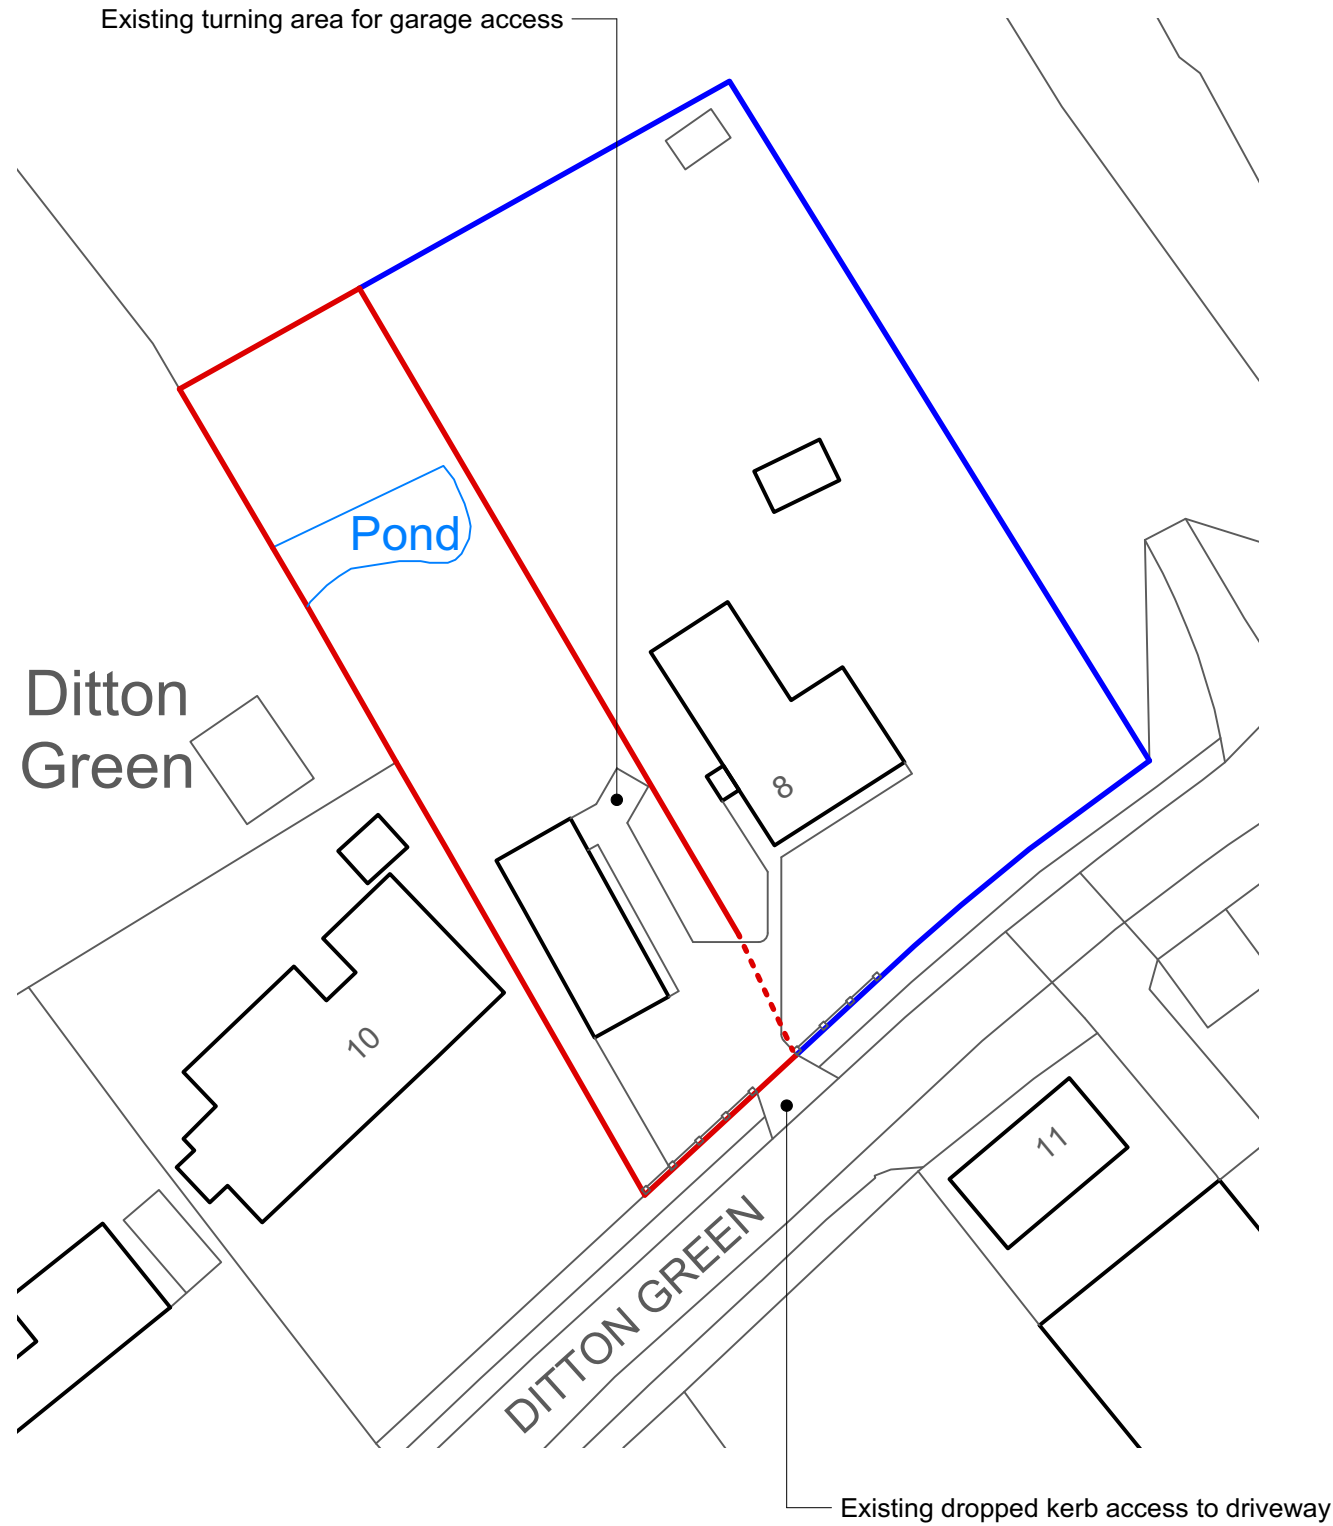 Existing turning area for garage access
Pond
Ditton
Green
8
10
11
DITTON GREEN
Existing dropped kerb access to driveway